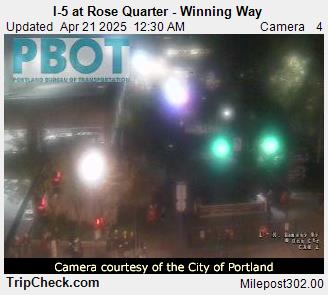 I-5 at Rose Quarter - Winning Way
Updated Apr 21 2025 12:30 AM Camera 4
PBOT
PORTLAND BUREAU OF TRANSPORTATION
Camera courtesy of the City of Portland
TripCheck.com Milepost302.00